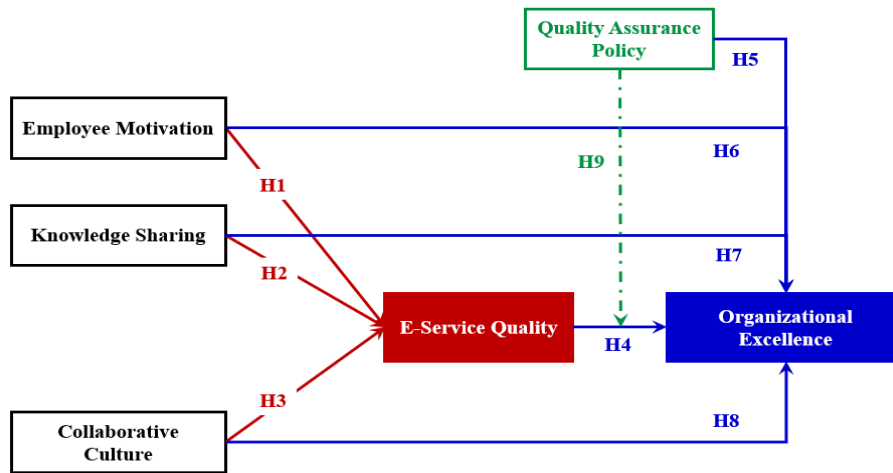 Quality Assurance
Policy
H5
Employee Motivation
H6
H9
H1
Knowledge Sharing
H7
H2
E-Service Quality
Organizational
Excellence
H4
H3
H8
Collaborative
Culture